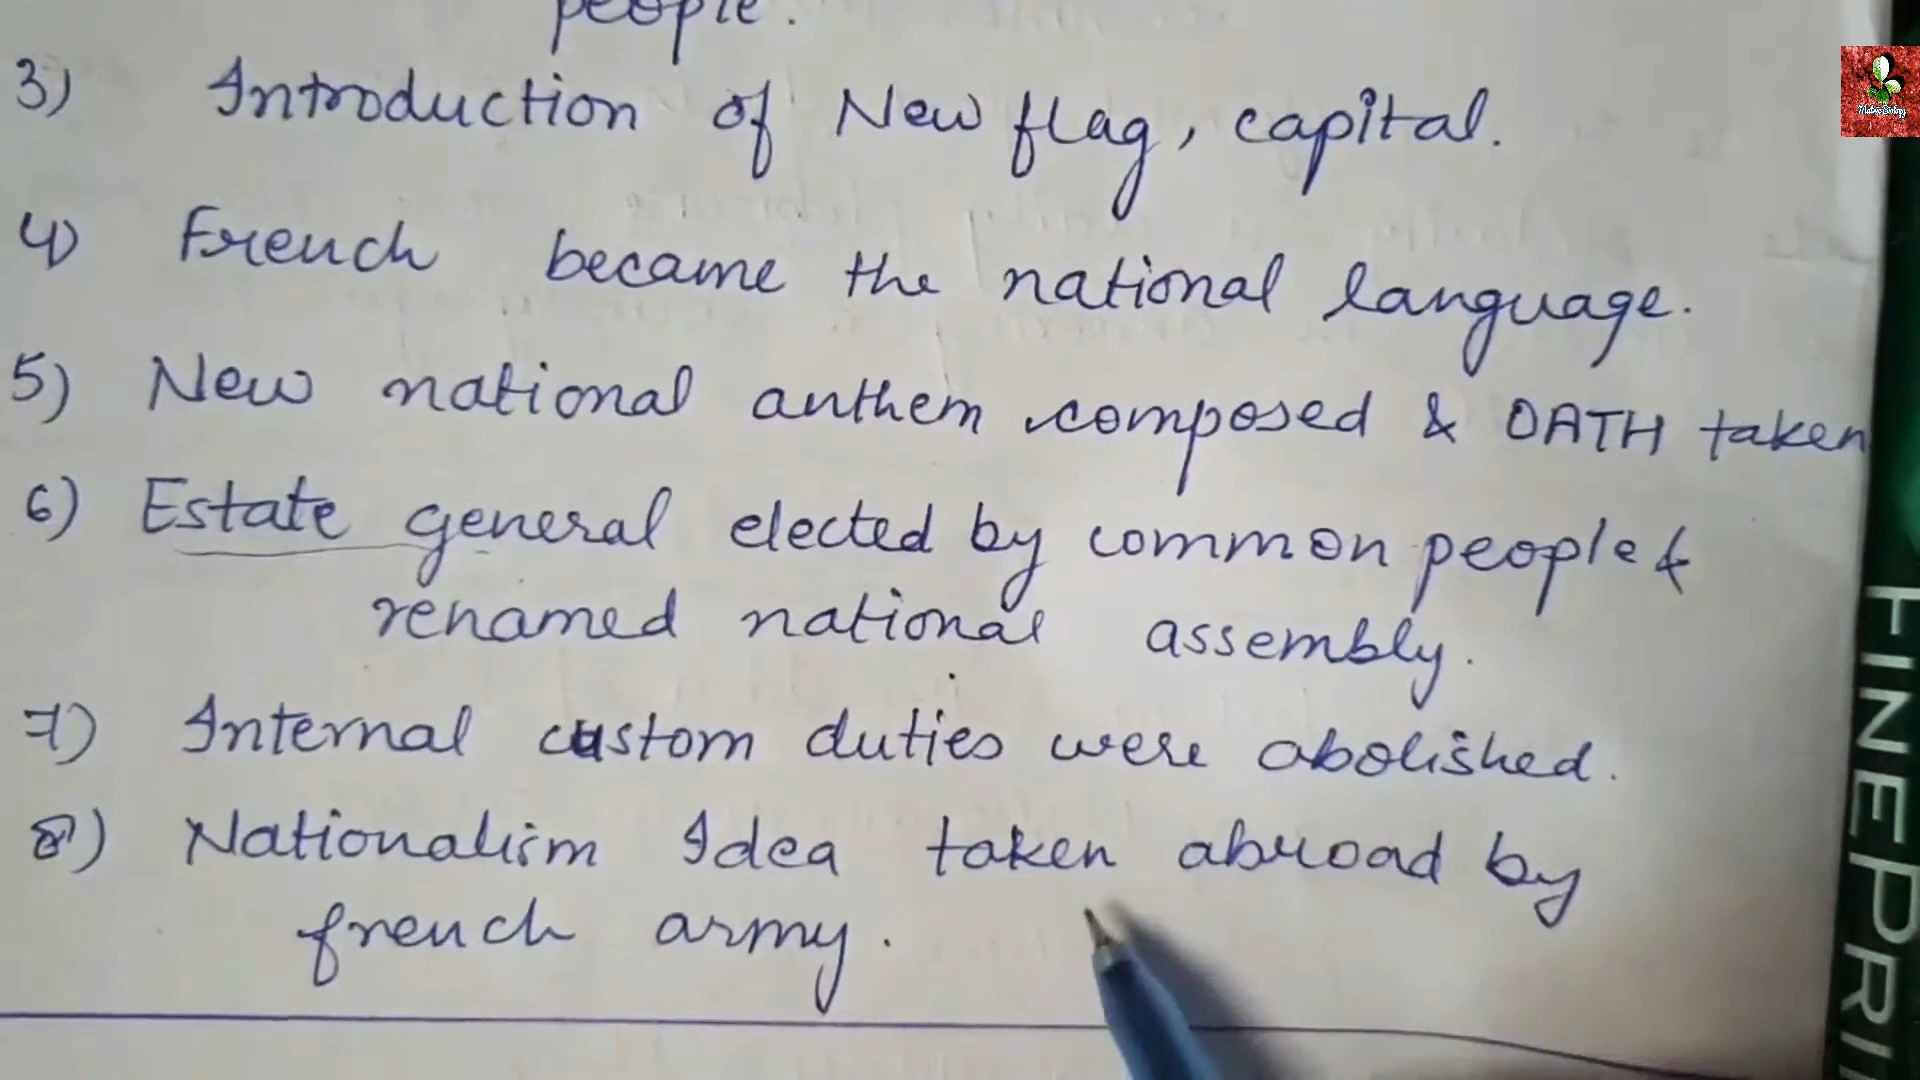 people.
3) Introduction of New flag, capital.
4) French became the national language.
5) New national anthem composed & OATH taken
6) Estate general elected by common people &
renamed national assembly.
7) Internal custom duties were abolished.
8) Nationalism Idea taken abroad by
french army.
FINEPRI